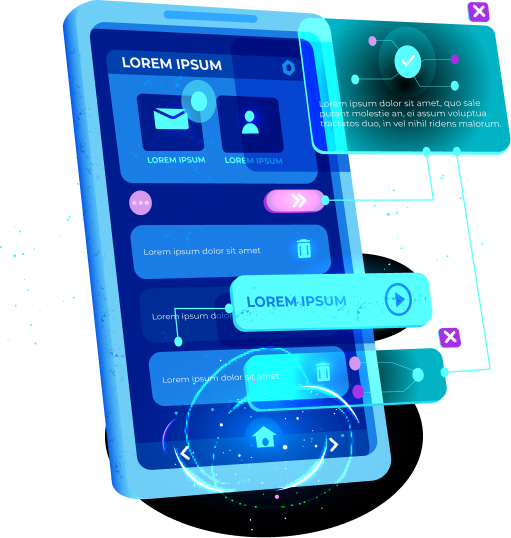 LOREM IPSUM
Lorem ipsum dolor sit amet, quo sale
putant molestie an, ei assum voluptua
tractatos duo, in vel nihil ridens maiorum.
LOREM IPSUM
LOREM IPSUM
Lorem ipsum dolor sit amet
LOREM IPSUM
Lorem ipsum dolor
Lorem ipsum dolor sit amet